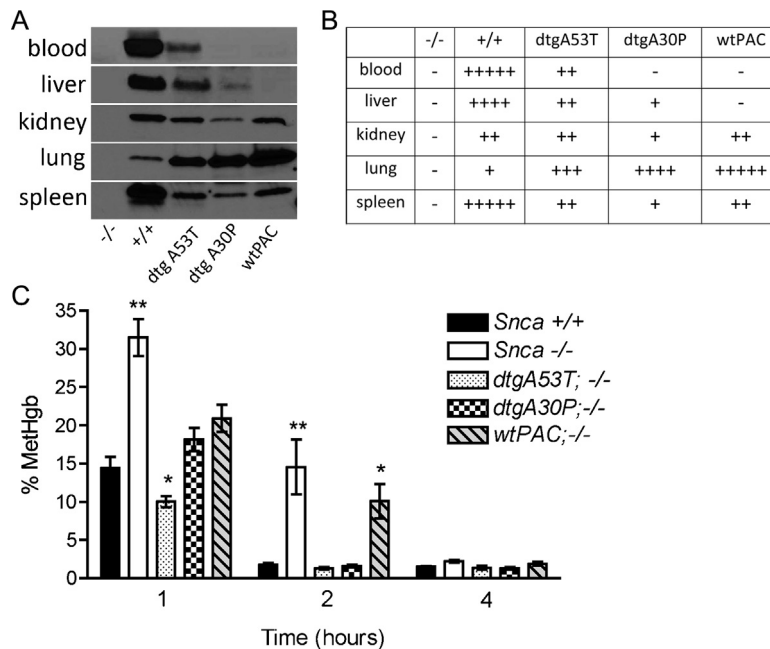 A
blood
liver
kidney
lung
spleen
-/- +/+ dtg A53T dtg A30P wtPAC
B
-/- +/+ dtgA53T dtgA30P wtPAC
blood - +++++ ++ - -
liver - ++++ ++ + -
kidney - ++ ++ + ++
lung - + +++ ++++ +++++
spleen - +++++ ++ + ++
C
% MetHgb
35
30
25
20
15
10
5
0
**
*
**
*
1 2 4
Time (hours)
Snca +/+
Snca -/-
dtgA53T; -/-
dtgA30P;-/-
wtPAC;-/-